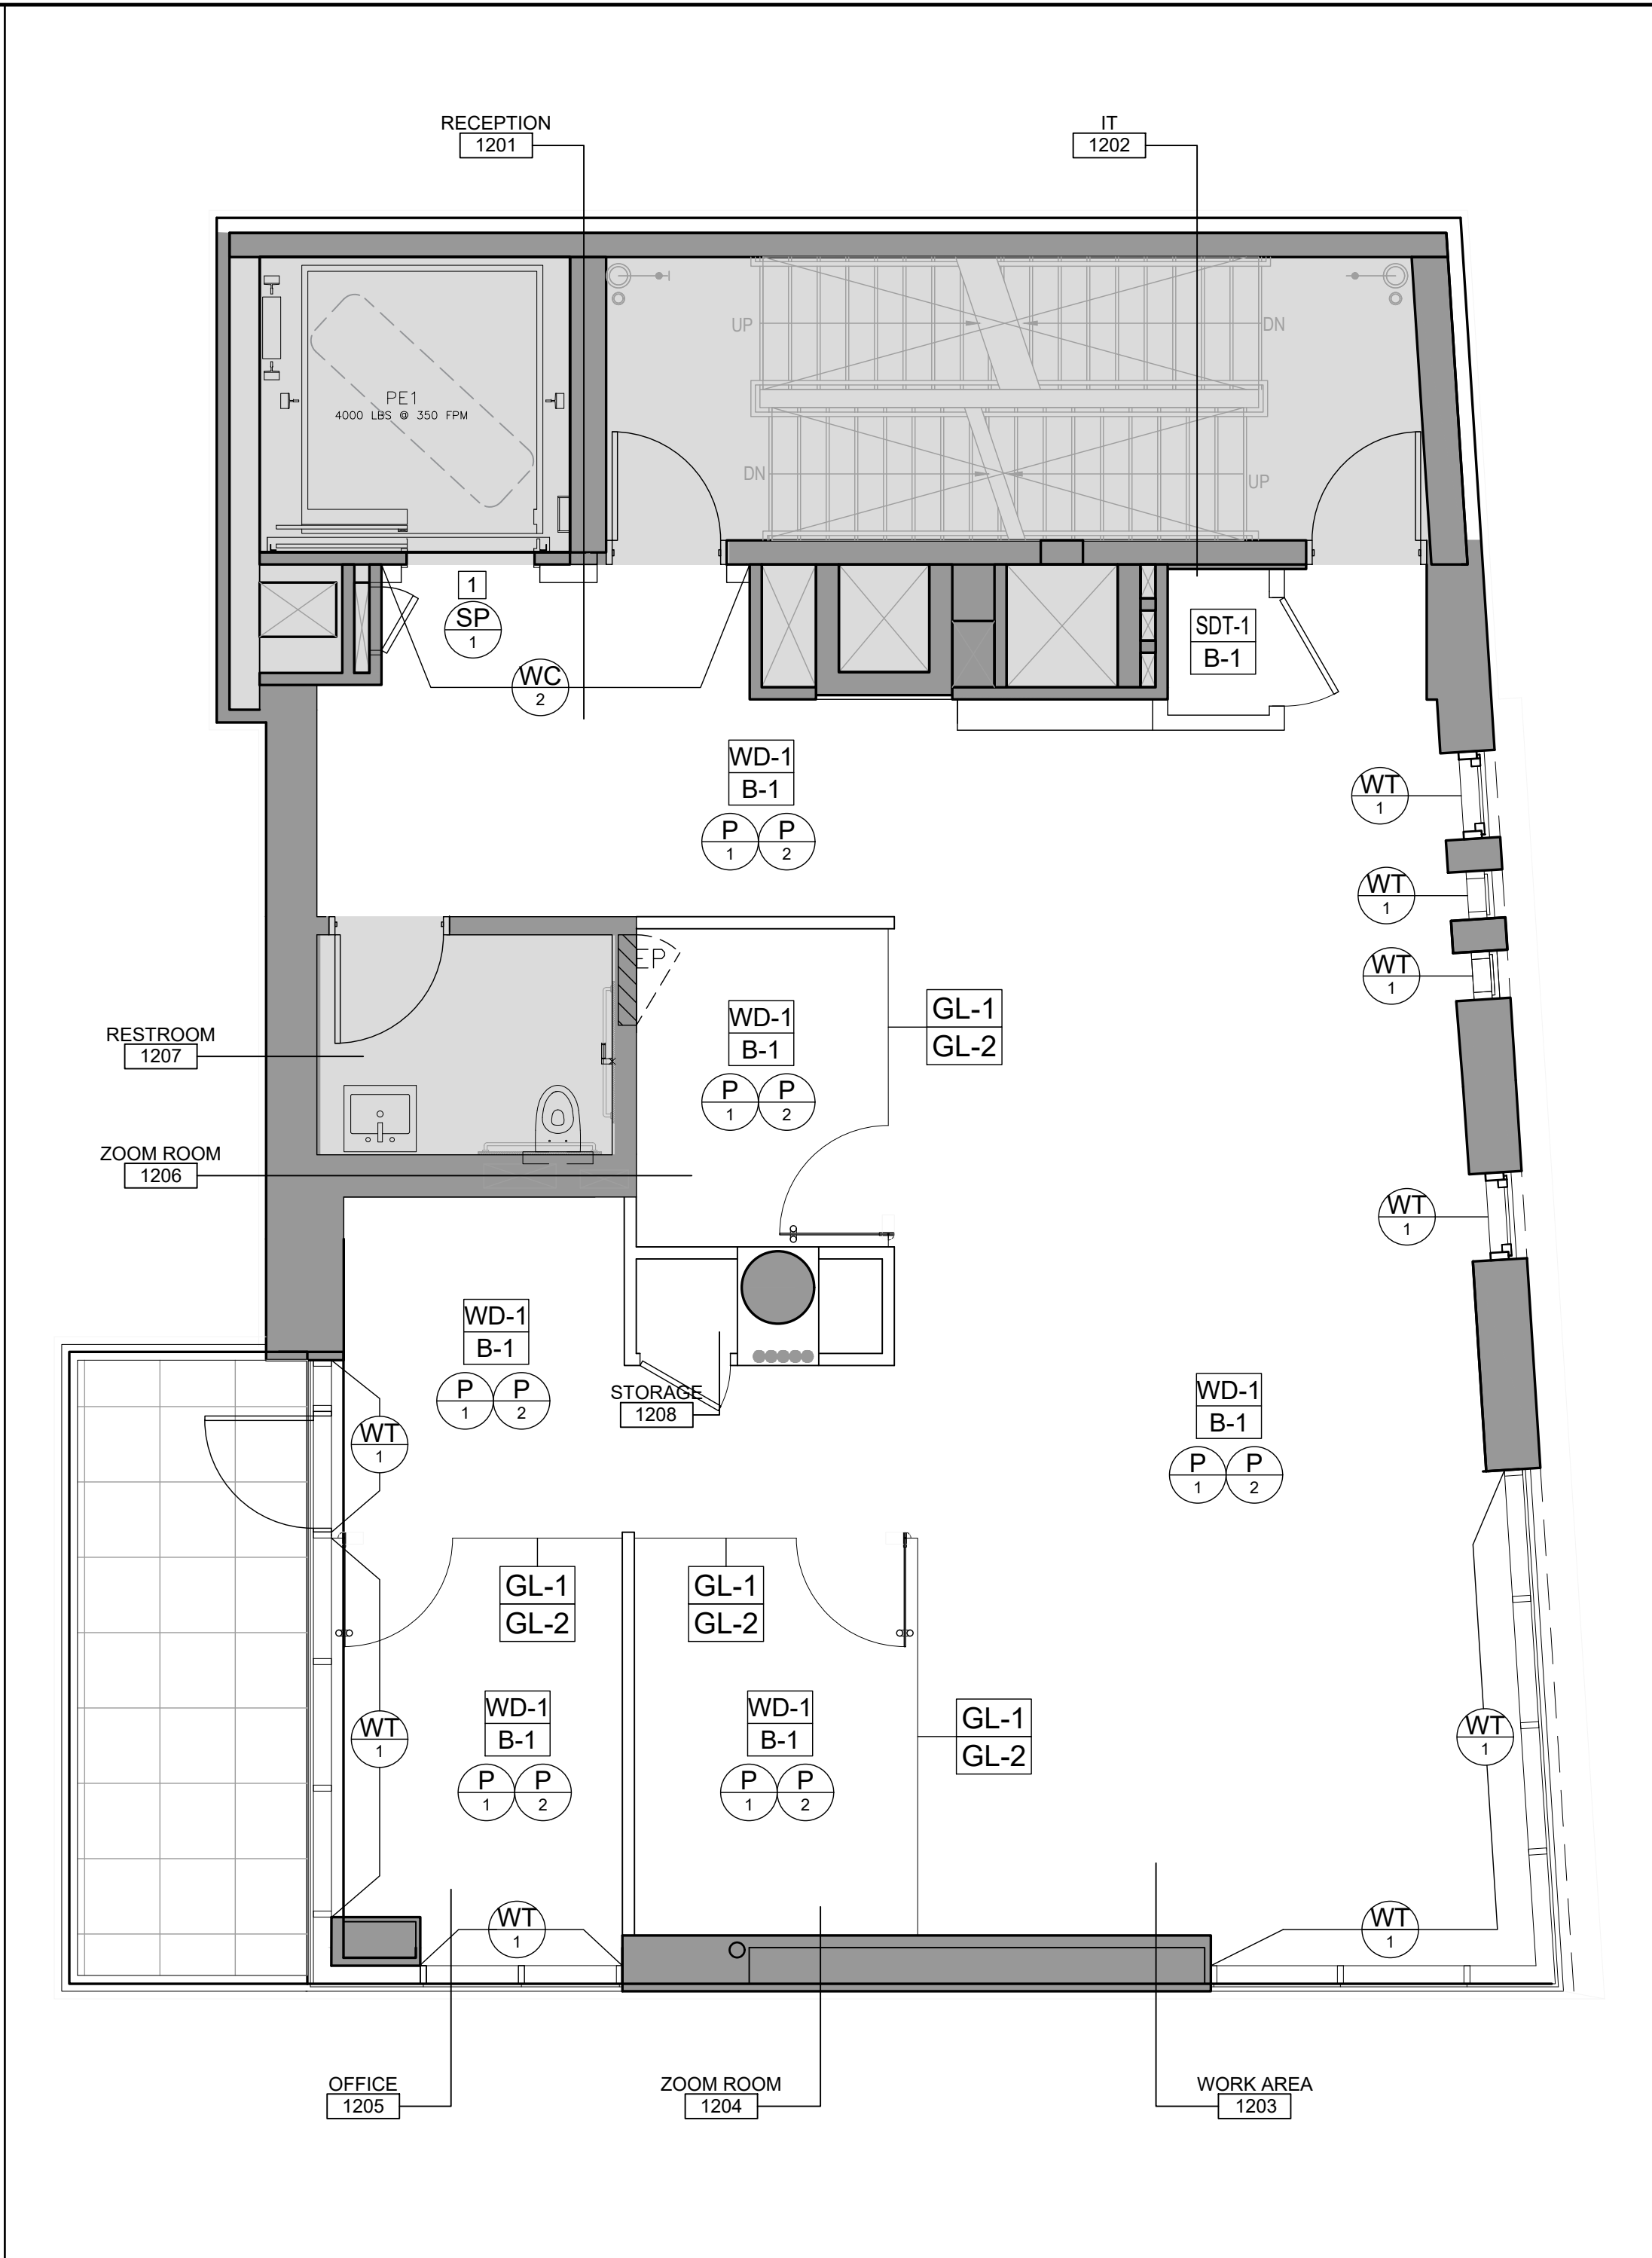 RECEPTION
1201
IT
1202
UP
DN
PE1
4000 LBS @ 350 FPM
DN
UP
1
SP
1
SDT-1
B-1
WC
2
WD-1
B-1
P
1
P
2
WT
1
WT
1
WT
1
EP
WD-1
B-1
P
1
P
2
GL-1
GL-2
RESTROOM
1207
ZOOM ROOM
1206
WT
1
WD-1
B-1
P
1
P
2
STORAGE
1208
WT
1
WD-1
B-1
P
1
P
2
GL-1
GL-2
GL-1
GL-2
WT
1
WD-1
B-1
P
1
P
2
WD-1
B-1
P
1
P
2
GL-1
GL-2
WT
1
WT
1
WT
1
OFFICE
1205
ZOOM ROOM
1204
WORK AREA
1203